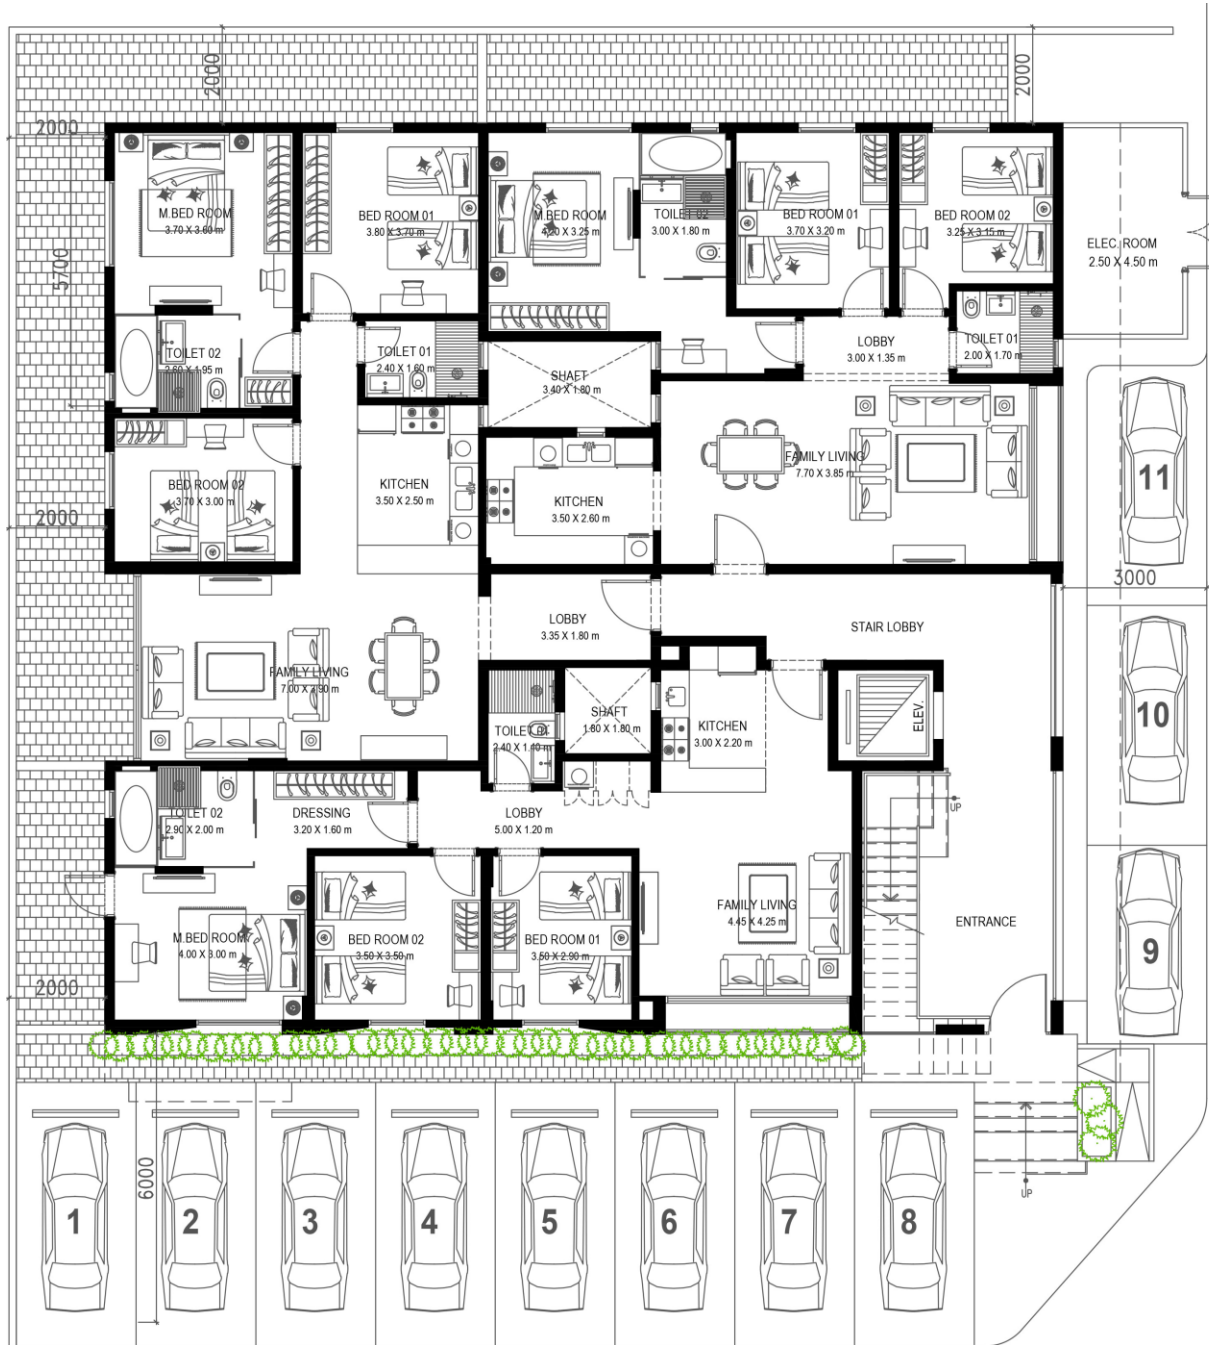 2000
2000
2000
M.BED ROOM
3.70 X 3.60 m
BED ROOM 01
3.80 X 3.70 m
M.BED ROOM
4.20 X 3.25 m
TOILET 02
3.00 X 1.80 m
BED ROOM 01
3.70 X 3.20 m
BED ROOM 02
3.25 X 3.15 m
ELEC. ROOM
2.50 X 4.50 m
5700
TOILET 02
2.60 X 1.95 m
TOILET 01
2.40 X 1.60 m
SHAFT
3.40 X 1.80 m
LOBBY
3.00 X 1.35 m
TOILET 01
2.00 X 1.70 m
BED ROOM 02
3.70 X 3.00 m
KITCHEN
3.50 X 2.50 m
KITCHEN
3.50 X 2.60 m
FAMILY LIVING
7.70 X 3.85 m
11
2000
3000
LOBBY
3.35 X 1.80 m
STAIR LOBBY
FAMILY LIVING
7.00 X 3.90 m
TOILET 01
2.40 X 1.40 m
SHAFT
1.80 X 1.80 m
KITCHEN
3.00 X 2.20 m
ELEV.
10
TOILET 02
2.90 X 2.00 m
DRESSING
3.20 X 1.60 m
LOBBY
5.00 X 1.20 m
UP
M.BED ROOM
4.00 X 3.00 m
BED ROOM 02
3.50 X 3.50 m
BED ROOM 01
3.50 X 2.90 m
FAMILY LIVING
4.45 X 4.25 m
ENTRANCE
9
2000
6000
UP
1
2
3
4
5
6
7
8